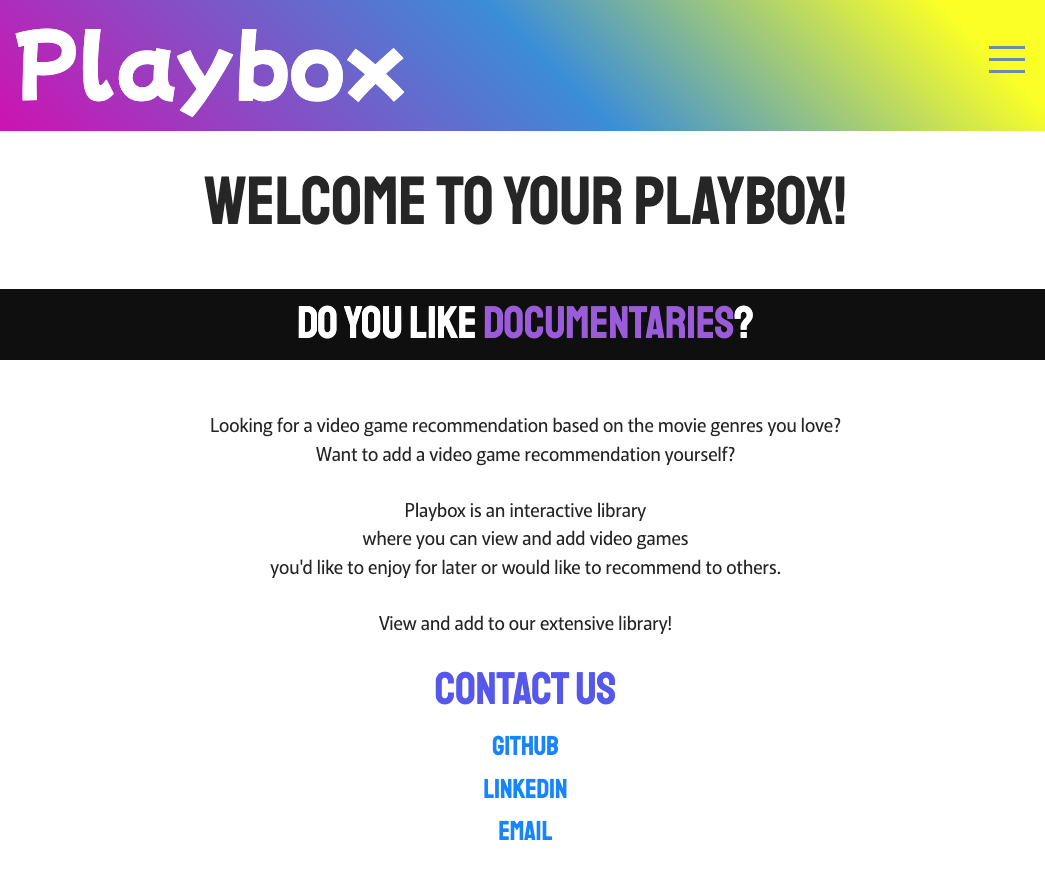 Playbox
WELCOME TO YOUR PLAYBOX!
DO YOU LIKE DOCUMENTARIES?
Looking for a video game recommendation based on the movie genres you love?
Want to add a video game recommendation yourself?
Playbox is an interactive library
where you can view and add video games
you'd like to enjoy for later or would like to recommend to others.
View and add to our extensive library!
CONTACT US
GITHUB
LINKEDIN
EMAIL